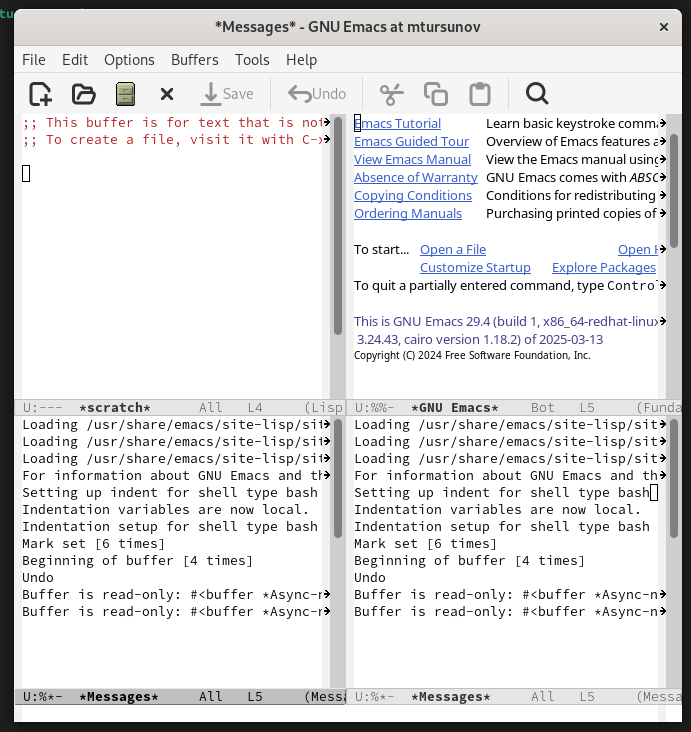 tu
*Messages* - GNU Emacs at mtursunov
File Edit Options Buffers Tools Help
Save Undo
;; This buffer is for text that is not
;; To create a file, visit it with C-x
U:--- *scratch* All L4 (Lisp
Emacs Tutorial Learn basic keystroke comma
Emacs Guided Tour Overview of Emacs features a
View Emacs Manual View the Emacs manual using
Absence of Warranty GNU Emacs comes with ABSO
Copying Conditions Conditions for redistributing
Ordering Manuals Purchasing printed copies of
To start... Open a File Open H
Customize Startup Explore Packages
To quit a partially entered command, type Control
This is GNU Emacs 29.4 (build 1, x86_64-redhat-linux
3.24.43, cairo version 1.18.2) of 2025-03-13
Copyright (C) 2024 Free Software Foundation, Inc.
U:%%- *GNU Emacs* Bot L5 (Funda
Loading /usr/share/emacs/site-lisp/sit
Loading /usr/share/emacs/site-lisp/sit
Loading /usr/share/emacs/site-lisp/sit
For information about GNU Emacs and th
Setting up indent for shell type bash
Indentation variables are now local.
Indentation setup for shell type bash
Mark set [6 times]
Beginning of buffer [4 times]
Undo
Buffer is read-only: #<buffer *Async-n
Buffer is read-only: #<buffer *Async-n
U:%*- *Messages* All L5 (Messa
Loading /usr/share/emacs/site-lisp/sit
Loading /usr/share/emacs/site-lisp/sit
Loading /usr/share/emacs/site-lisp/sit
For information about GNU Emacs and th
Setting up indent for shell type bash
Indentation variables are now local.
Indentation setup for shell type bash
Mark set [6 times]
Beginning of buffer [4 times]
Undo
Buffer is read-only: #<buffer *Async-n
Buffer is read-only: #<buffer *Async-n
U:%*- *Messages* All L5 (Messa